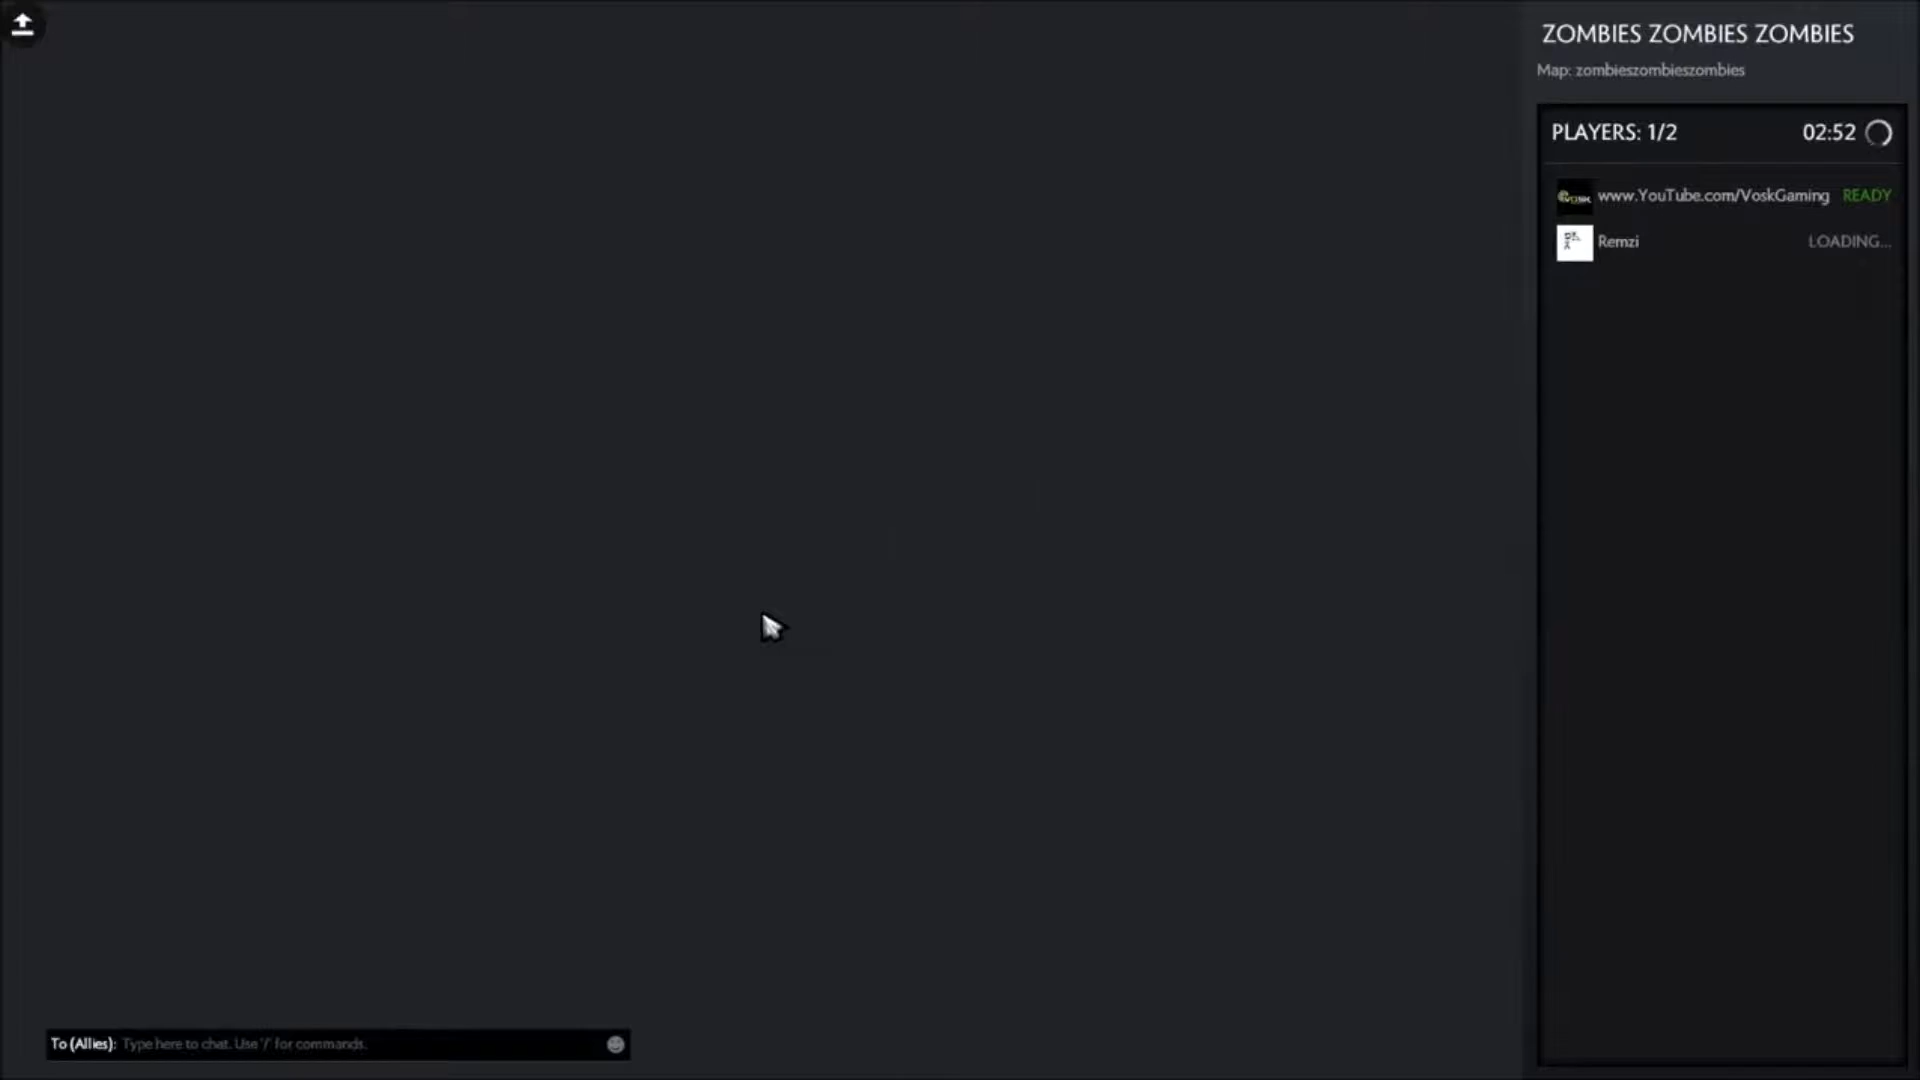 ZOMBIES ZOMBIES ZOMBIES
Map: zombieszombieszombies
PLAYERS: 1/2 02:52
www.YouTube.com/VoskGaming READY
Remzi LOADING...
To (Allies): Type here to chat. Use '/' for commands.